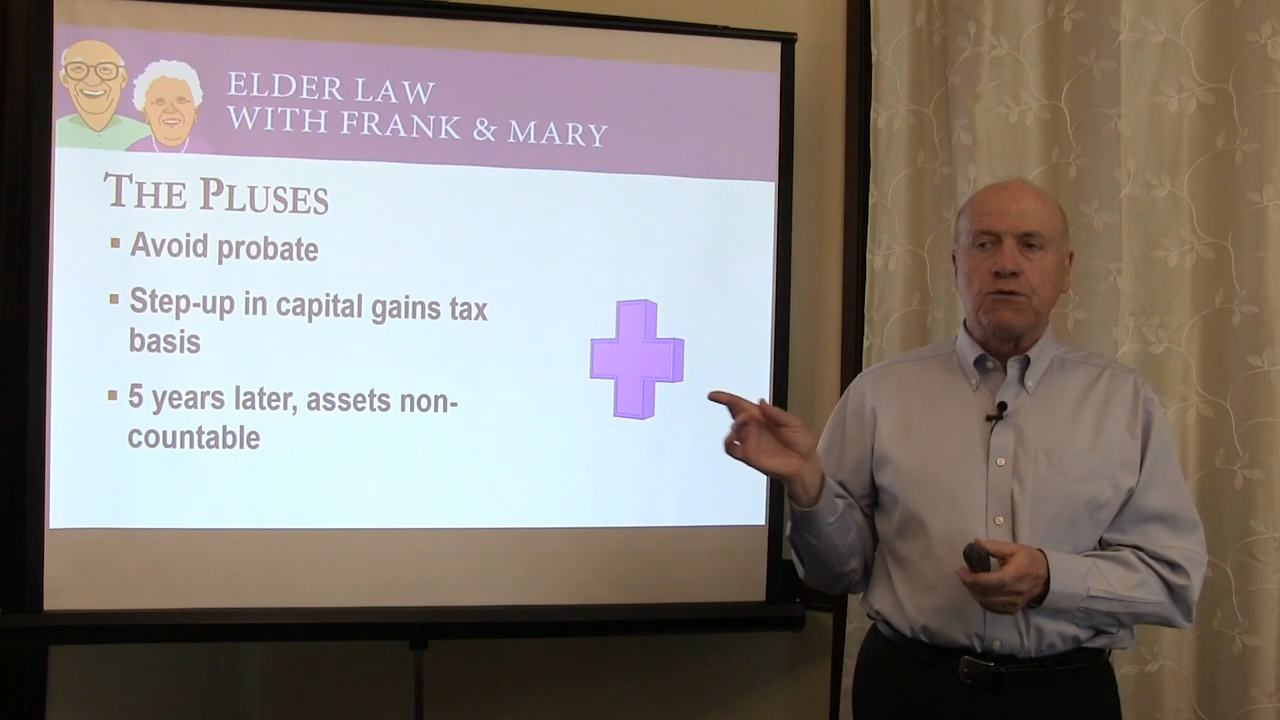 ELDER LAW
WITH FRANK & MARY
THE PLUSES
▪ Avoid probate
▪ Step-up in capital gains tax
basis
▪ 5 years later, assets non-
countable